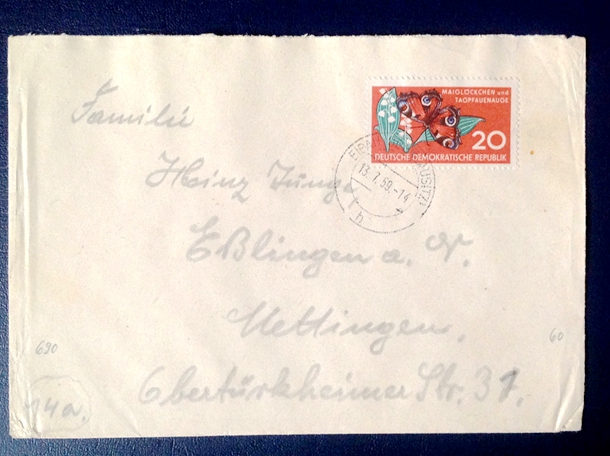 MAIGLÖCKCHEN und
TAGPFAUENAUGE
20
DEUTSCHE DEMOKRATISCHE REPUBLIK
13.7.59.-14
b
Familie
Heinz Junge
Eßlingen a. N.
Mettingen,
Obertürkheimer Str. 31.
690
60
14a.